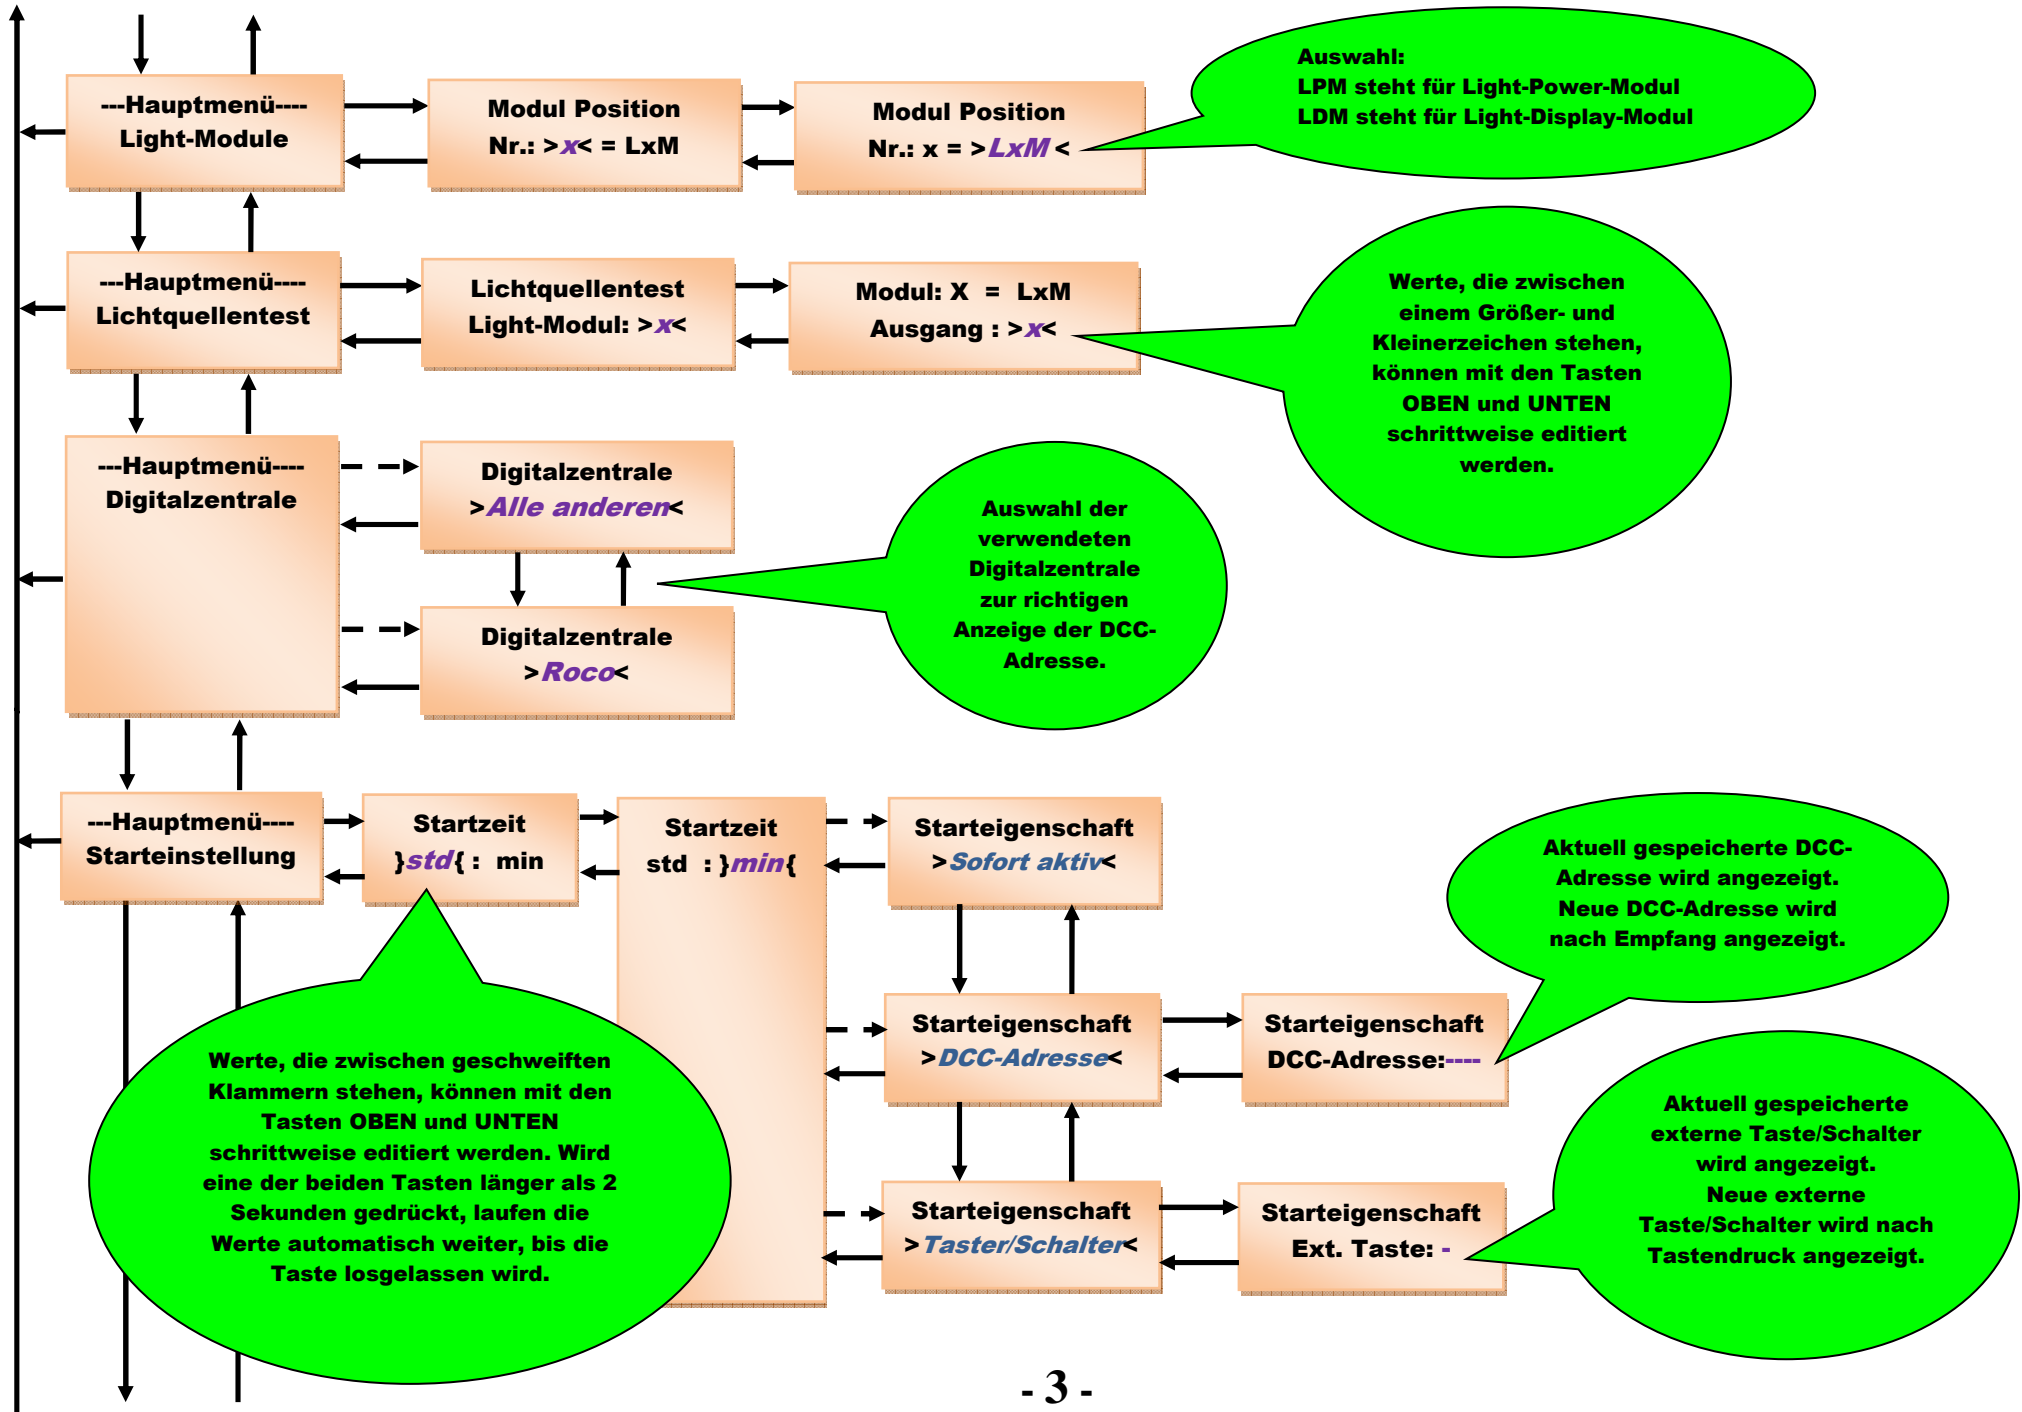 ---Hauptmenü----
Light-Module
Modul Position
Nr.: >x< = LxM
Modul Position
Nr.: x = >LxM <
Auswahl:
LPM steht für Light-Power-Modul
LDM steht für Light-Display-Modul
---Hauptmenü----
Lichtquellentest
Lichtquellentest
Light-Modul: >x<
Modul: X = LxM
Ausgang : >x<
Werte, die zwischen
einem Größer- und
Kleinerzeichen stehen,
können mit den Tasten
OBEN und UNTEN
schrittweise editiert
werden.
---Hauptmenü----
Digitalzentrale
Digitalzentrale
>Alle anderen<
Digitalzentrale
>Roco<
Auswahl der
verwendeten
Digitalzentrale
zur richtigen
Anzeige der DCC-
Adresse.
---Hauptmenü----
Starteinstellung
Startzeit
}std{ : min
Startzeit
std : }min{
Starteigenschaft
>Sofort aktiv<
Starteigenschaft
>DCC-Adresse<
Starteigenschaft
DCC-Adresse:----
Aktuell gespeicherte DCC-
Adresse wird angezeigt.
Neue DCC-Adresse wird
nach Empfang angezeigt.
Starteigenschaft
>Taster/Schalter<
Starteigenschaft
Ext. Taste: -
Aktuell gespeicherte
externe Taste/Schalter
wird angezeigt.
Neue externe
Taste/Schalter wird nach
Tastendruck angezeigt.
Werte, die zwischen geschweiften
Klammern stehen, können mit den
Tasten OBEN und UNTEN
schrittweise editiert werden. Wird
eine der beiden Tasten länger als 2
Sekunden gedrückt, laufen die
Werte automatisch weiter, bis die
Taste losgelassen wird.
- 3 -